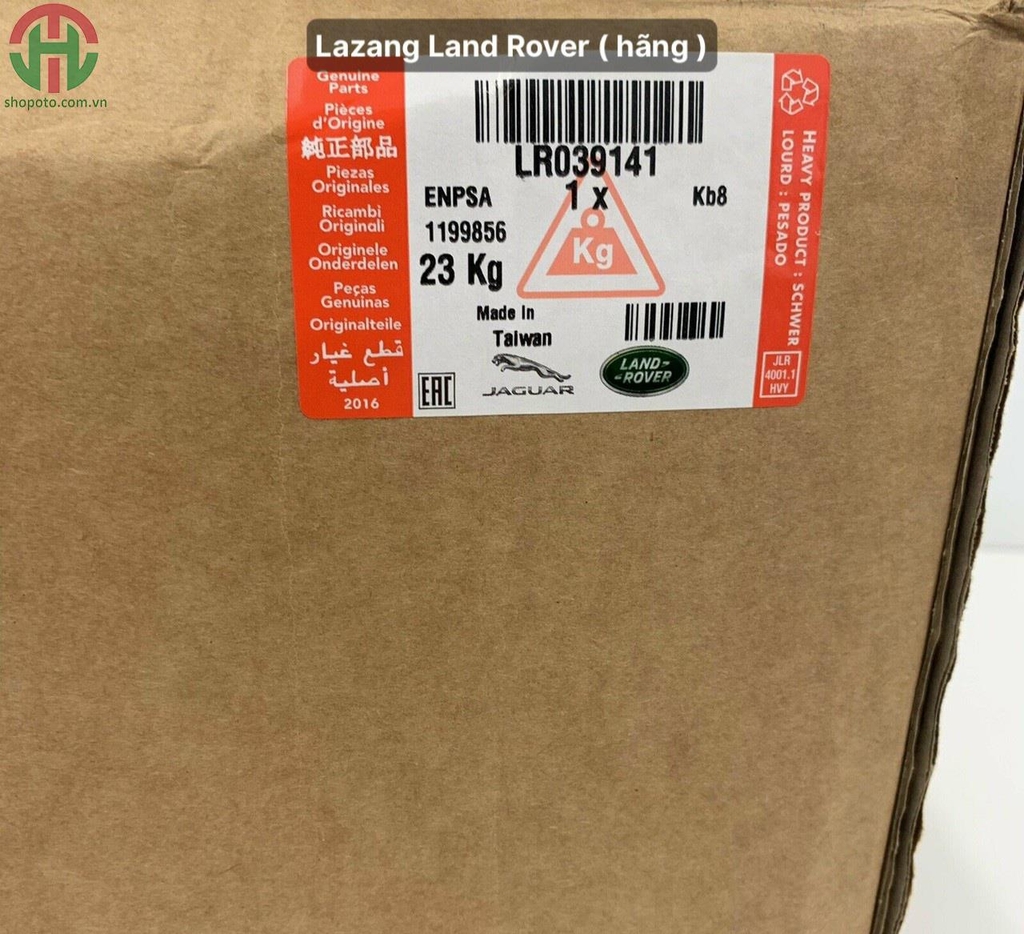 Lazang Land Rover ( hãng )
shopoto.com.vn
Genuine
Parts
Pièces
d'Origine
純正部品
Piezas
Originales
Ricambi
Originali
Originele
Onderdelen
Peças
Genuinas
Originalteile
قطع غيار
أصلية
2016
LR039141
ENPSA
1 x
Kb8
1199856
Kg
23 Kg
Made In
Taiwan
EAC
JAGUAR
LAND-
-ROVER
HEAVY PRODUCT : SCHWER
LOURD : PESADO
JLR
4001.1
HVY